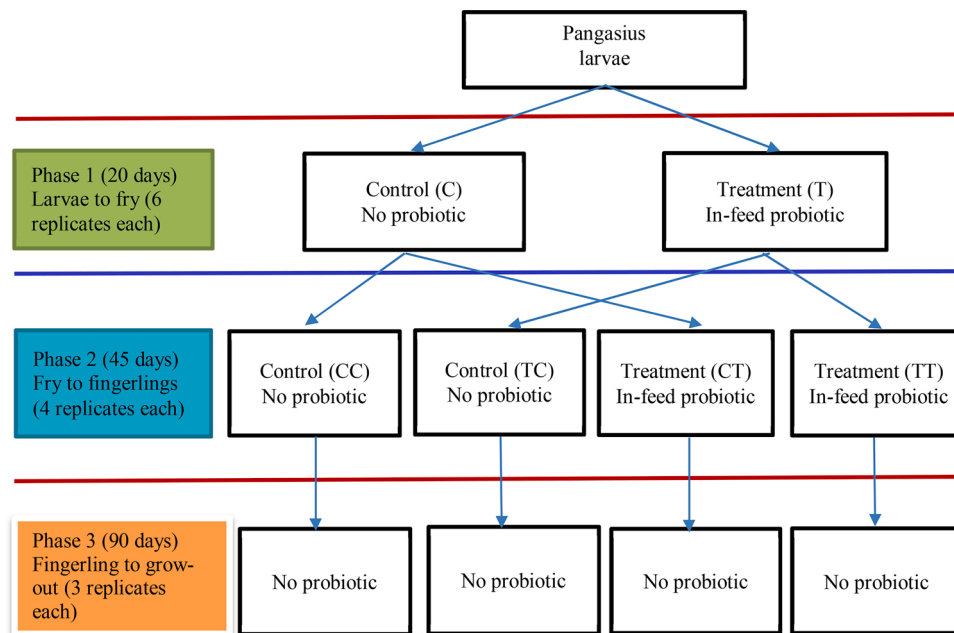 Pangasius
larvae
Phase 1 (20 days)
Larvae to fry (6
replicates each)
Control (C)
No probiotic
Treatment (T)
In-feed probiotic
Phase 2 (45 days)
Fry to fingerlings
(4 replicates each)
Control (CC)
No probiotic
Control (TC)
No probiotic
Treatment (CT)
In-feed probiotic
Treatment (TT)
In-feed probiotic
Phase 3 (90 days)
Fingerling to grow-
out (3 replicates
each)
No probiotic
No probiotic
No probiotic
No probiotic